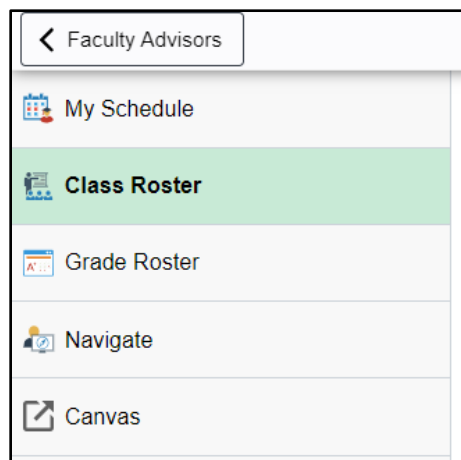 Faculty Advisors
My Schedule
Class Roster
Grade Roster
Navigate
Canvas